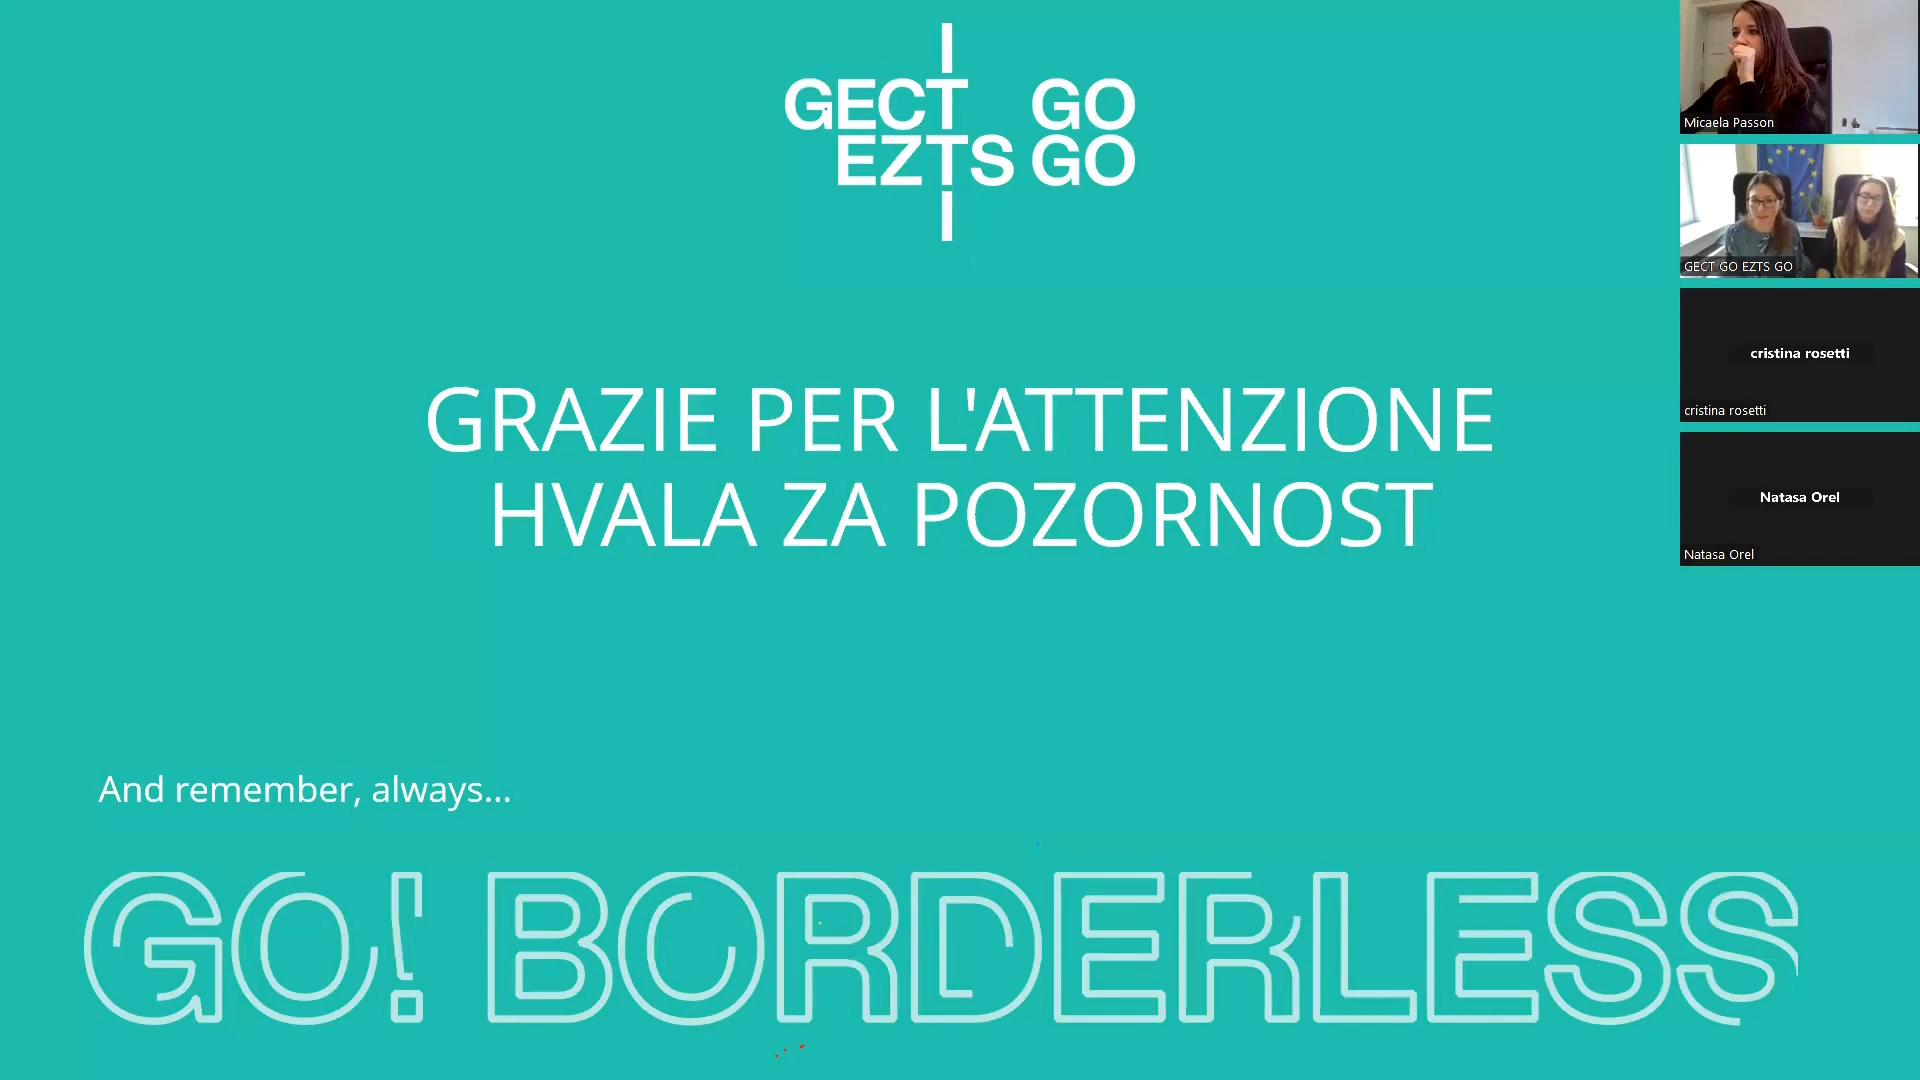 GECT GO
EZTS GO
GRAZIE PER L'ATTENZIONE
HVALA ZA POZORNOST
And remember, always...
GO! BORDERLESS
Micaela Passon
GECT GO EZTS GO
cristina rosetti
cristina rosetti
Natasa Orel
Natasa Orel